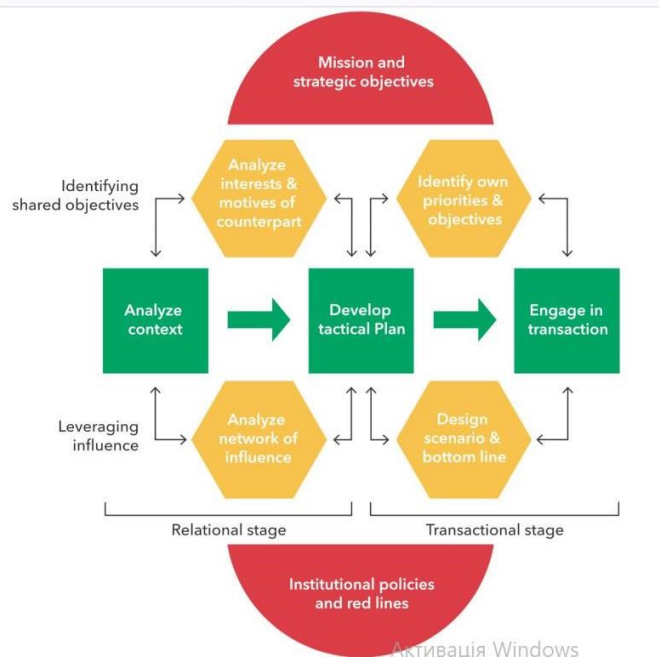 Mission and
strategic objectives
Identifying
shared objectives
Analyze
interests &
motives of
counterpart
Identify own
priorities &
objectives
Analyze
context
Develop
tactical Plan
Engage in
transaction
Leveraging
influence
Analyze
network of
influence
Design
scenario &
bottom line
Relational stage
Transactional stage
Institutional policies
and red lines
Активація Windows